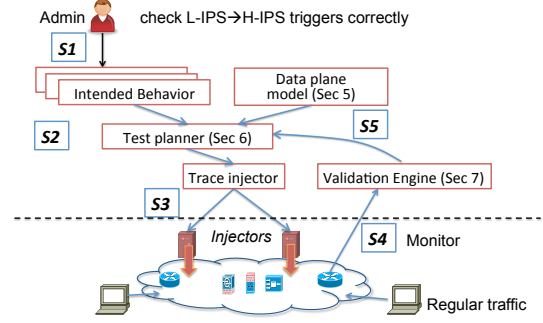 Admin
check L-IPS→H-IPS triggers correctly
S1
Intended Behavior
Data plane
model (Sec 5)
S2
S5
Test planner (Sec 6)
Trace injector
Validation Engine (Sec 7)
S3
Injectors
S4
Monitor
Regular traffic